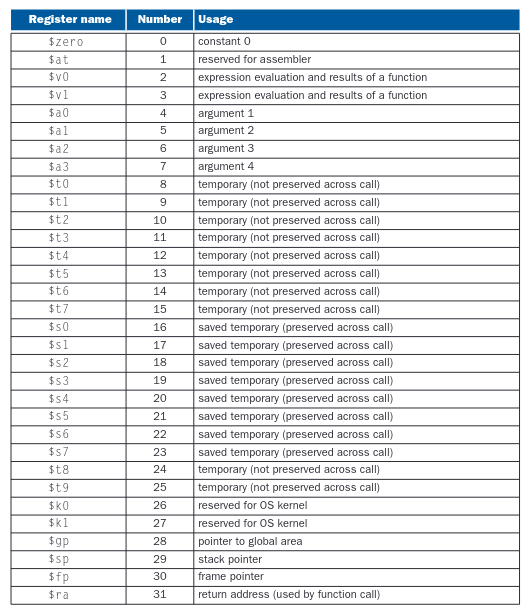 Register name Number Usage
$zero 0 constant 0
$at 1 reserved for assembler
$v0 2 expression evaluation and results of a function
$v1 3 expression evaluation and results of a function
$a0 4 argument 1
$a1 5 argument 2
$a2 6 argument 3
$a3 7 argument 4
$t0 8 temporary (not preserved across call)
$t1 9 temporary (not preserved across call)
$t2 10 temporary (not preserved across call)
$t3 11 temporary (not preserved across call)
$t4 12 temporary (not preserved across call)
$t5 13 temporary (not preserved across call)
$t6 14 temporary (not preserved across call)
$t7 15 temporary (not preserved across call)
$s0 16 saved temporary (preserved across call)
$s1 17 saved temporary (preserved across call)
$s2 18 saved temporary (preserved across call)
$s3 19 saved temporary (preserved across call)
$s4 20 saved temporary (preserved across call)
$s5 21 saved temporary (preserved across call)
$s6 22 saved temporary (preserved across call)
$s7 23 saved temporary (preserved across call)
$t8 24 temporary (not preserved across call)
$t9 25 temporary (not preserved across call)
$k0 26 reserved for OS kernel
$k1 27 reserved for OS kernel
$gp 28 pointer to global area
$sp 29 stack pointer
$fp 30 frame pointer
$ra 31 return address (used by function call)